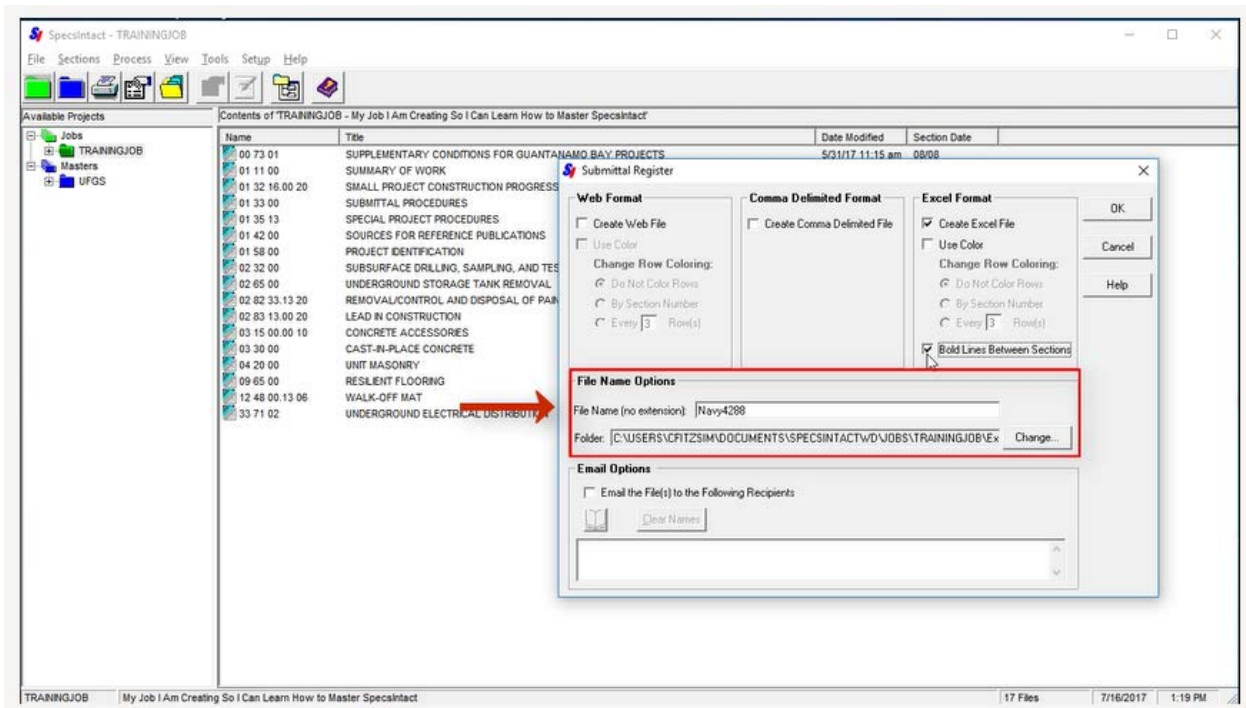 SpecsIntact - TRAININGJOB
File Sections Process View Tools Setup Help
Available Projects
Contents of 'TRAININGJOB - My Job I Am Creating So I Can Learn How to Master SpecsIntact'
Jobs
TRAININGJOB
Masters
UFGS
Name Title Date Modified Section Date
00 73 01 SUPPLEMENTARY CONDITIONS FOR GUANTANAMO BAY PROJECTS 5/31/17 11:15 am 08/08
01 11 00 SUMMARY OF WORK
01 32 16.00 20 SMALL PROJECT CONSTRUCTION PROGRESS
01 33 00 SUBMITTAL PROCEDURES
01 35 13 SPECIAL PROJECT PROCEDURES
01 42 00 SOURCES FOR REFERENCE PUBLICATIONS
01 58 00 PROJECT IDENTIFICATION
02 32 00 SUBSURFACE DRILLING, SAMPLING, AND TES
02 65 00 UNDERGROUND STORAGE TANK REMOVAL
02 82 33.13 20 REMOVAL/CONTROL AND DISPOSAL OF PAIN
02 83 13.00 20 LEAD IN CONSTRUCTION
03 15 00.00 10 CONCRETE ACCESSORIES
03 30 00 CAST-IN-PLACE CONCRETE
04 20 00 UNIT MASONRY
09 65 00 RESILIENT FLOORING
12 48 00.13 06 WALK-OFF MAT
33 71 02 UNDERGROUND ELECTRICAL DISTRIBUTION
Submittal Register
Web Format
Create Web File
Use Color
Change Row Coloring:
Do Not Color Rows
By Section Number
Every 3 Row(s)
Comma Delimited Format
Create Comma Delimited File
Excel Format
Create Excel File
Use Color
Change Row Coloring:
Do Not Color Rows
By Section Number
Every 3 Row(s)
Bold Lines Between Sections
OK
Cancel
Help
File Name Options
File Name (no extension): Navy4288
Folder: C:\USERS\CFITZSIM\DOCUMENTS\SPECSINTACTWD\JOBS\TRAININGJOB\Ex Change...
Email Options
Email the File(s) to the Following Recipients
Clear Names
TRAININGJOB My Job I Am Creating So I Can Learn How to Master SpecsIntact 17 Files 7/16/2017 1:19 PM